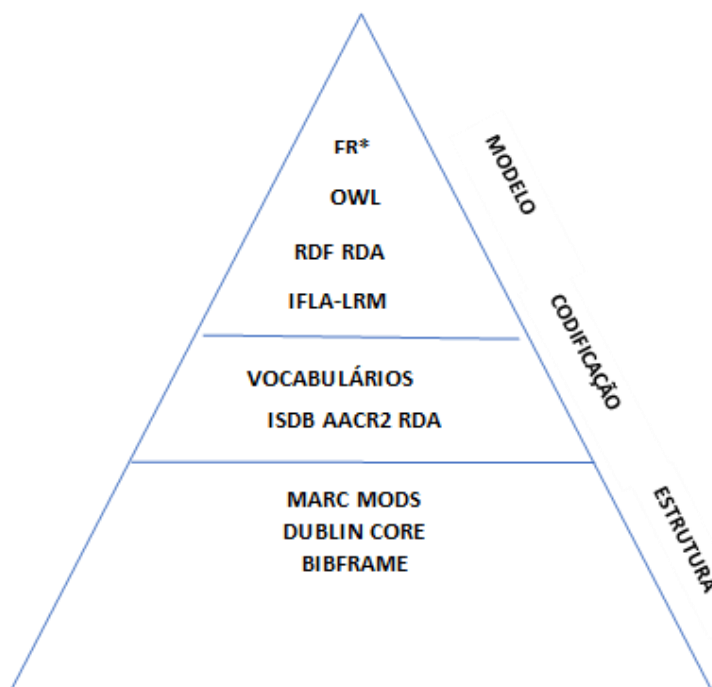 FR*
OWL
RDF RDA
IFLA-LRM
MODELO
VOCABULÁRIOS
ISDB AACR2 RDA
CODIFICAÇÃO
MARC MODS
DUBLIN CORE
BIBFRAME
ESTRUTURA